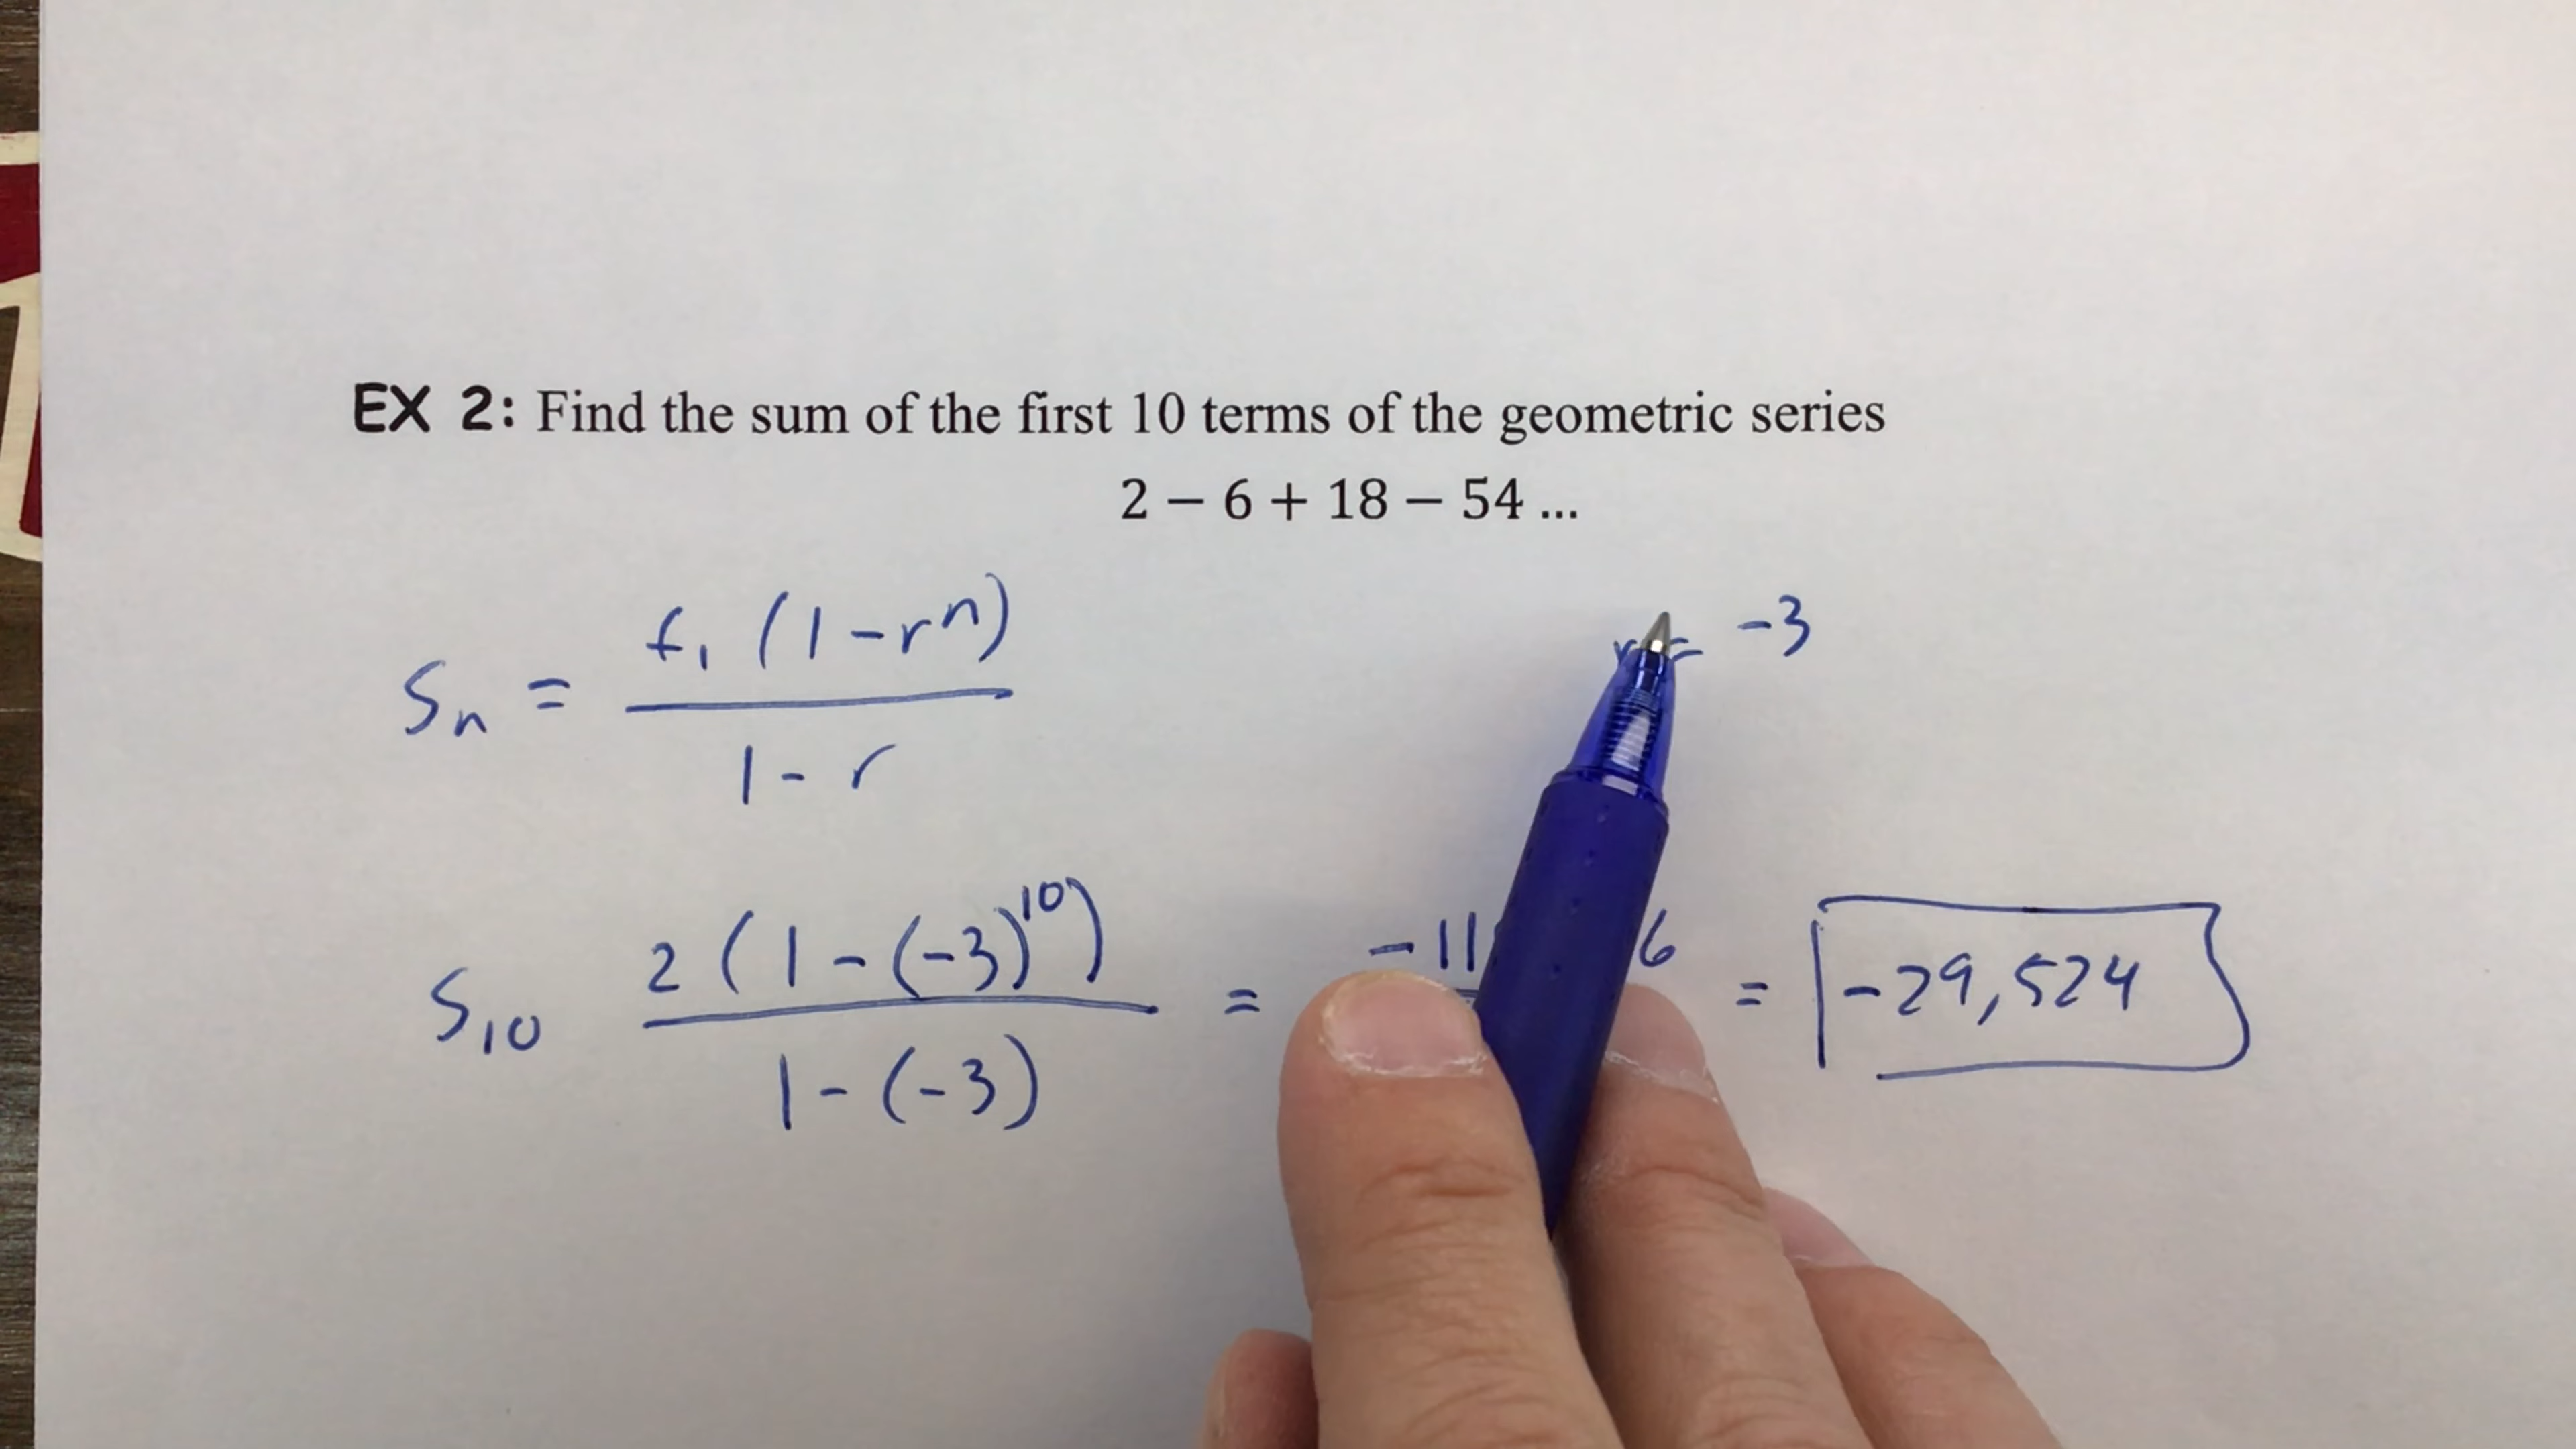 EX 2: Find the sum of the first 10 terms of the geometric series
2 − 6 + 18 − 54 ...
Sn = t1 (1 - r^n) / 1 - r
r = -3
S10 2 (1 - (-3)^10) / 1 - (-3) = = -29,524